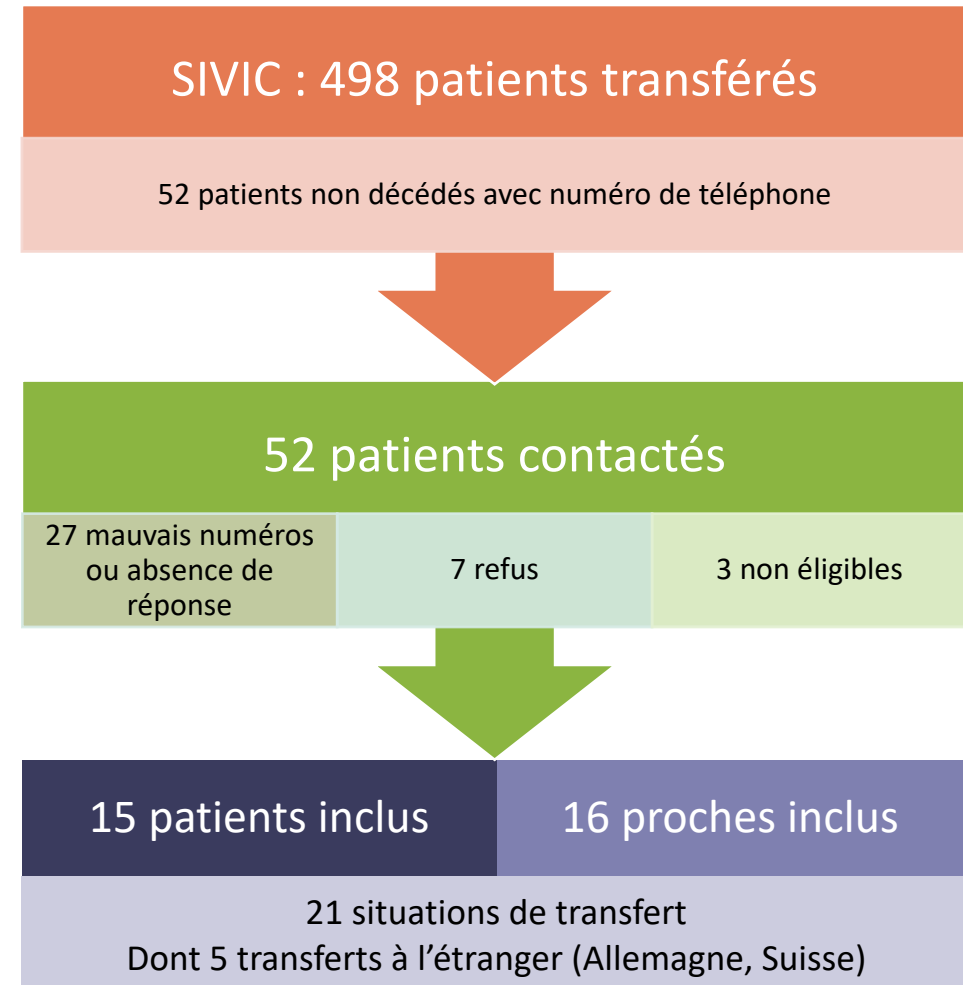 SIVIC : 498 patients transférés
52 patients non décédés avec numéro de téléphone
52 patients contactés
27 mauvais numéros
ou absence de
réponse
7 refus
3 non éligibles
15 patients inclus
16 proches inclus
21 situations de transfert
Dont 5 transferts à l’étranger (Allemagne, Suisse)